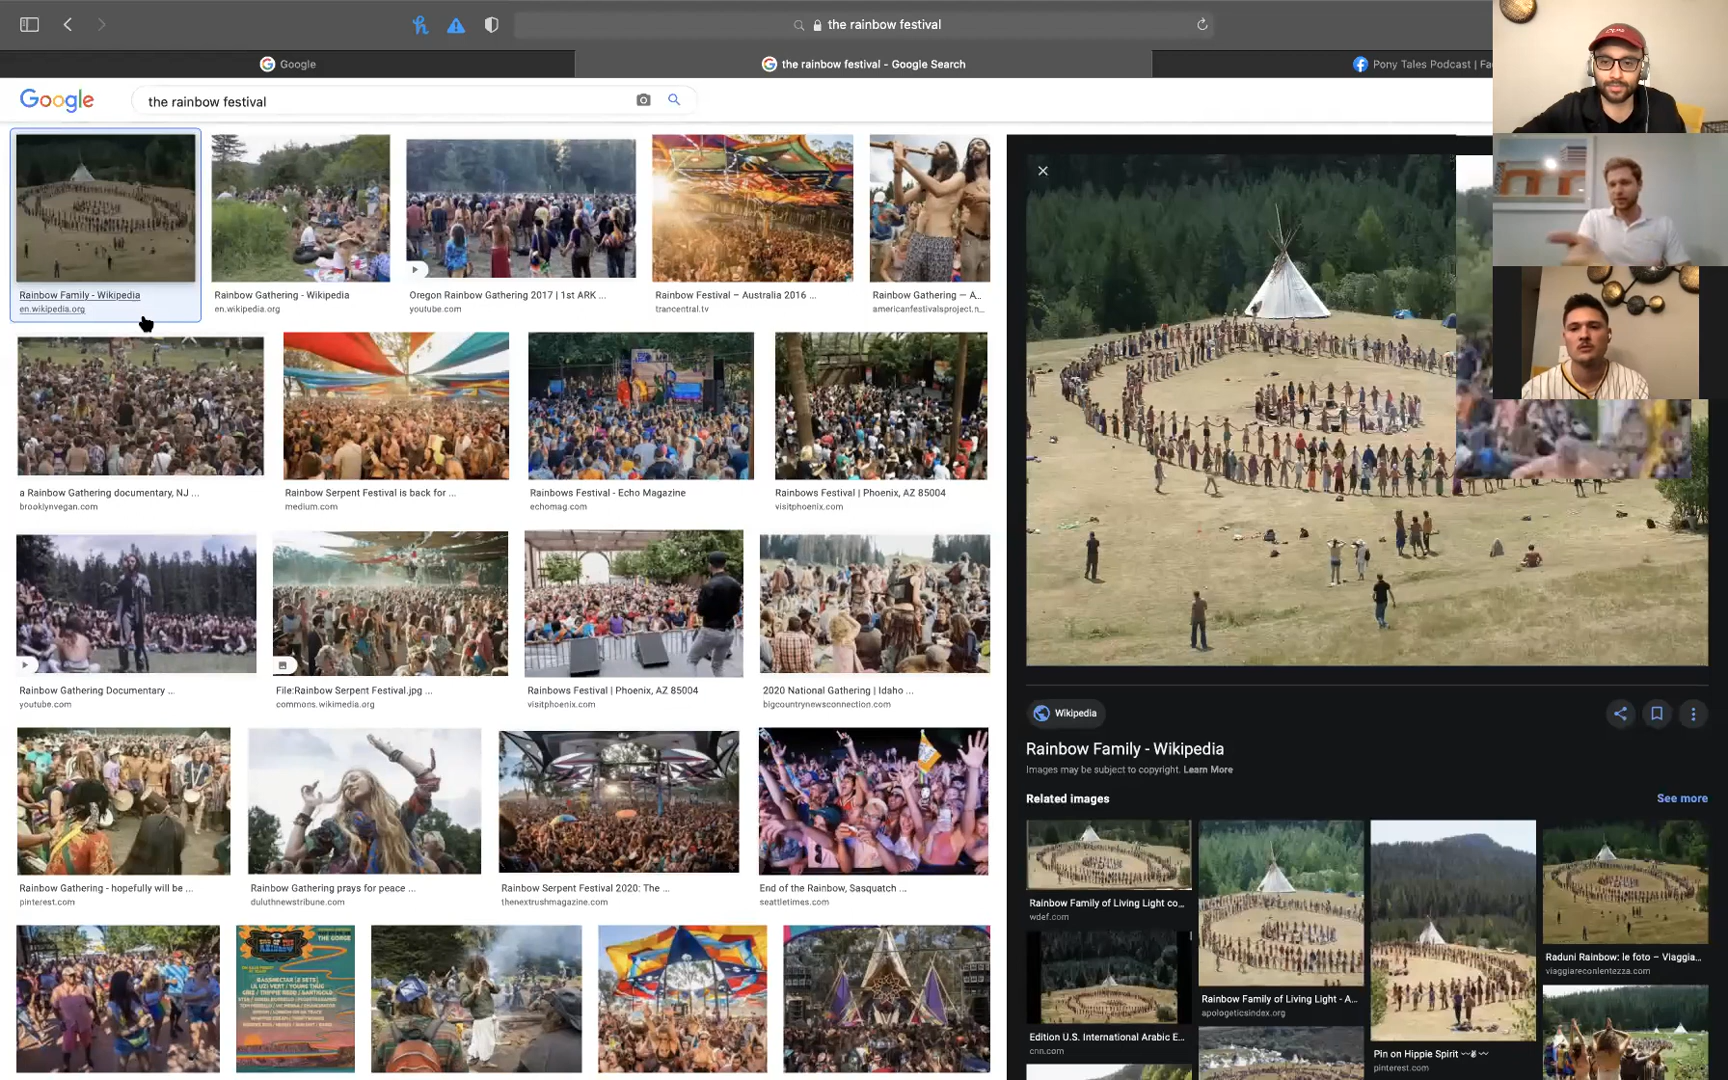 the rainbow festival
Google
the rainbow festival - Google Search
Pony Tales Podcast | Fa
Google
the rainbow festival
Rainbow Family - Wikipedia
en.wikipedia.org
Rainbow Gathering - Wikipedia
en.wikipedia.org
Oregon Rainbow Gathering 2017 | 1st ARK ...
youtube.com
Rainbow Festival – Australia 2016 ...
trancentral.tv
Rainbow Gathering — A...
americanfestivalsproject.n...
a Rainbow Gathering documentary, NJ ...
brooklynvegan.com
Rainbow Serpent Festival is back for ...
medium.com
Rainbows Festival - Echo Magazine
echomag.com
Rainbows Festival | Phoenix, AZ 85004
visitphoenix.com
Rainbow Gathering Documentary ...
youtube.com
File:Rainbow Serpent Festival.jpg ...
commons.wikimedia.org
Rainbows Festival | Phoenix, AZ 85004
visitphoenix.com
2020 National Gathering | Idaho ...
bigcountrynewsconnection.com
Rainbow Gathering - hopefully will be ...
pinterest.com
Rainbow Gathering prays for peace ...
duluthnewstribune.com
Rainbow Serpent Festival 2020: The ...
thenextrushmagazine.com
End of the Rainbow, Sasquatch ...
seattletimes.com
THE GORGE
Wikipedia
Rainbow Family - Wikipedia
Images may be subject to copyright. Learn More
Related images
See more
Rainbow Family of Living Light co...
wdef.com
Edition U.S. International Arabic E...
cnn.com
Rainbow Family of Living Light - A...
apologeticsindex.org
Pin on Hippie Spirit
pinterest.com
Raduni Rainbow: le foto – Viaggia...
viaggiareconlentezza.com